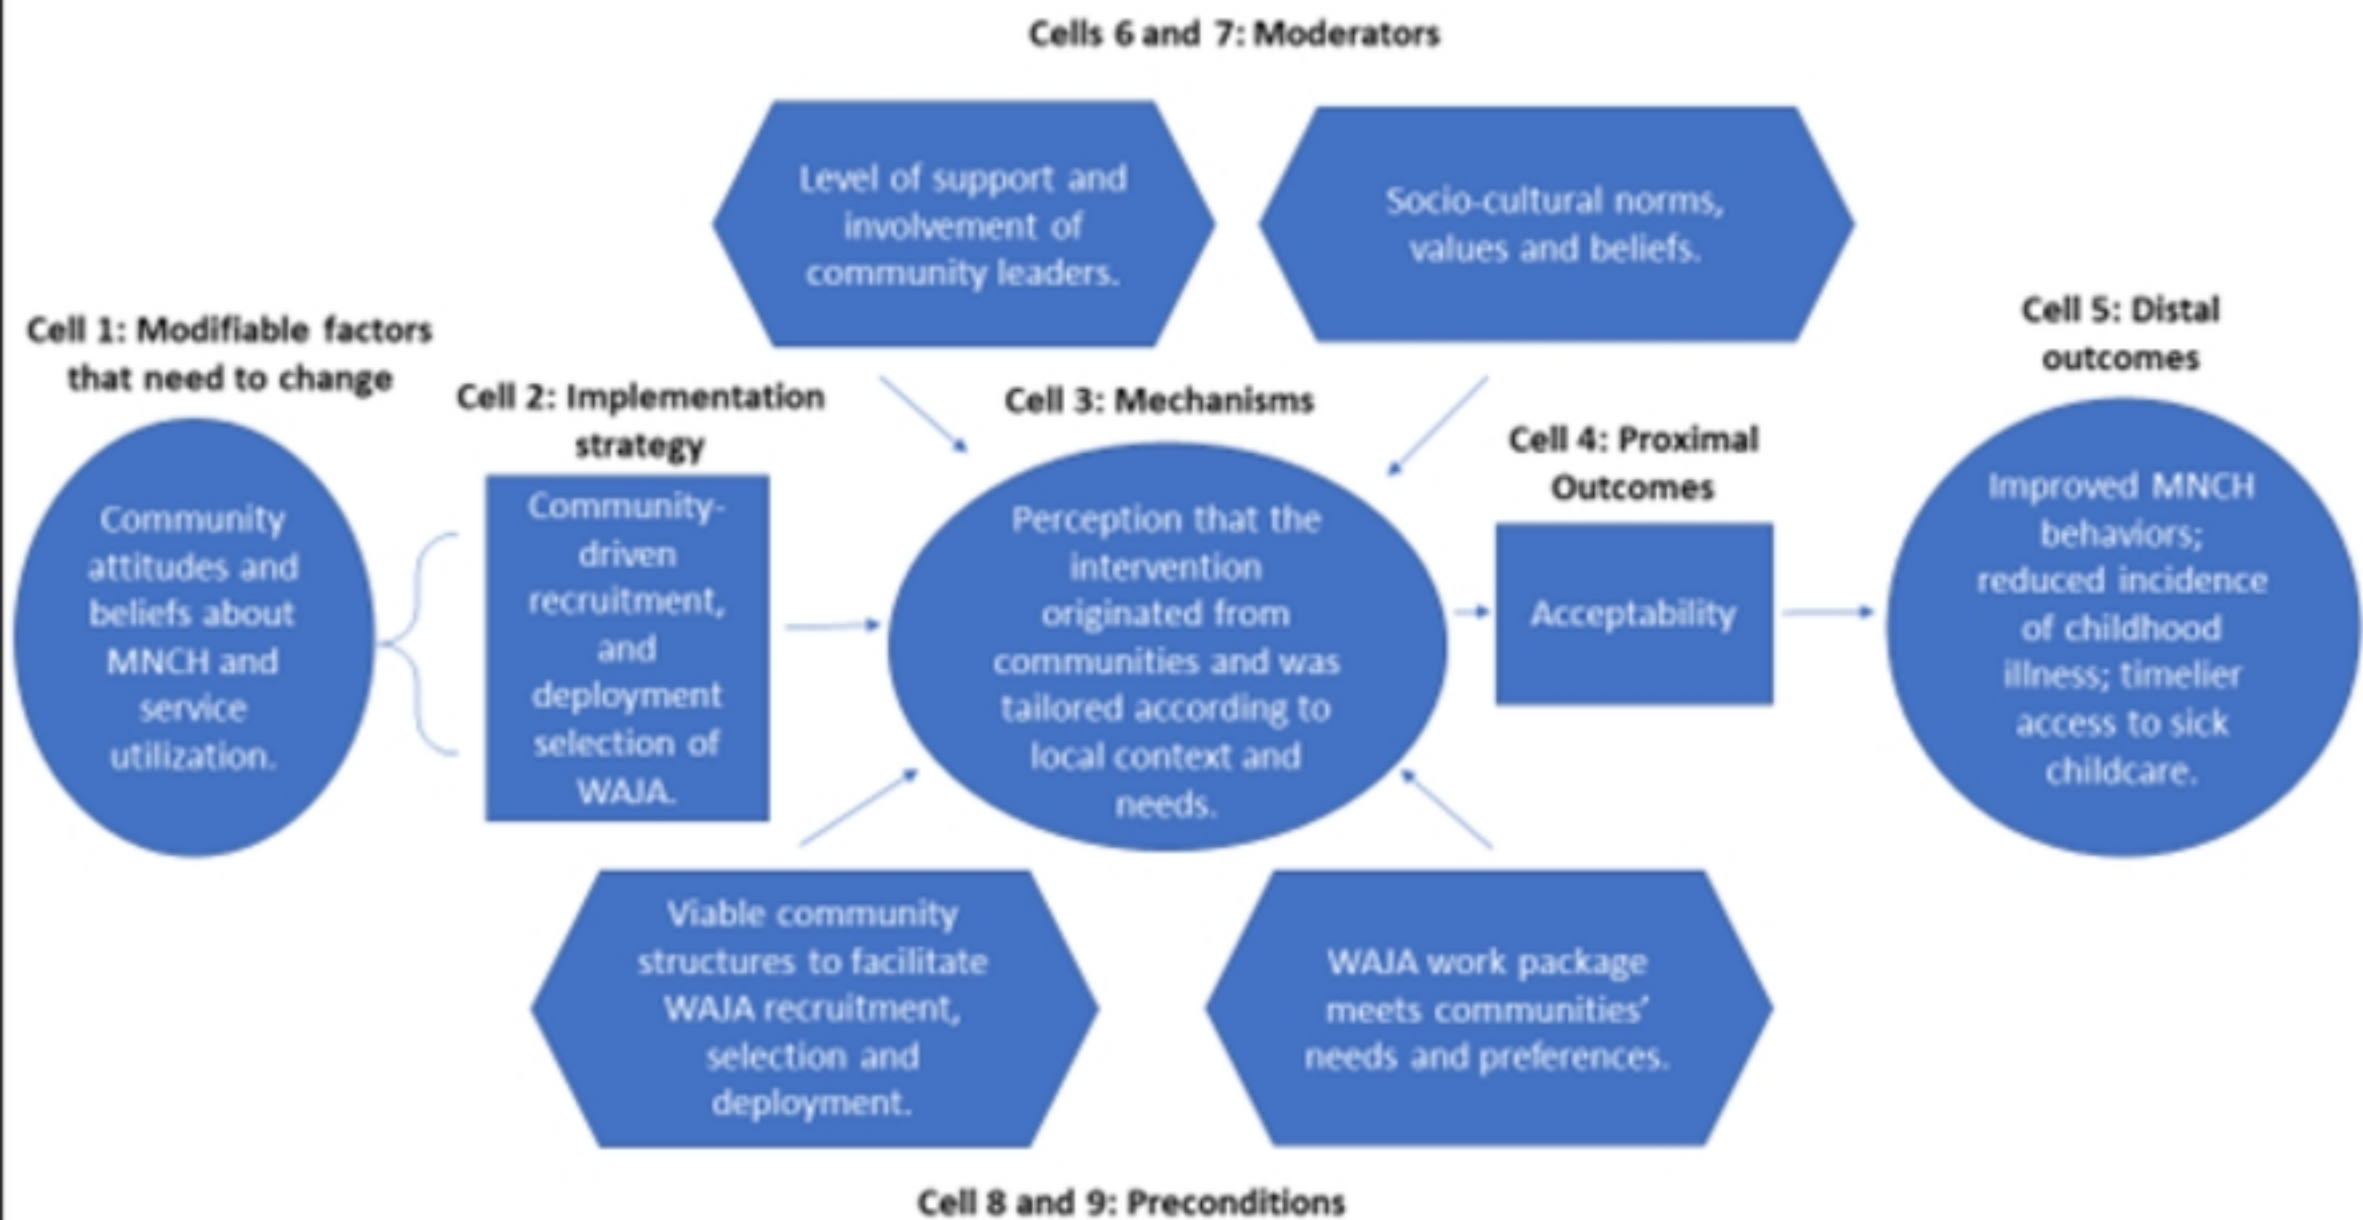 Cells 6 and 7: Moderators
Level of support and
involvement of
community leaders.
Socio-cultural norms,
values and beliefs.
Cell 1: Modifiable factors
that need to change
Community
attitudes and
beliefs about
MNCH and
service
utilization.
Cell 2: Implementation
strategy
Community-
driven
recruitment,
and
deployment
selection of
WAJA.
Cell 3: Mechanisms
Perception that the
intervention
originated from
communities and was
tailored according to
local context and
needs.
Cell 4: Proximal
Outcomes
Acceptability
Cell 5: Distal
outcomes
Improved MNCH
behaviors;
reduced incidence
of childhood
illness; timelier
access to sick
childcare.
Viable community
structures to facilitate
WAJA recruitment,
selection and
deployment.
WAJA work package
meets communities’
needs and preferences.
Cell 8 and 9: Preconditions